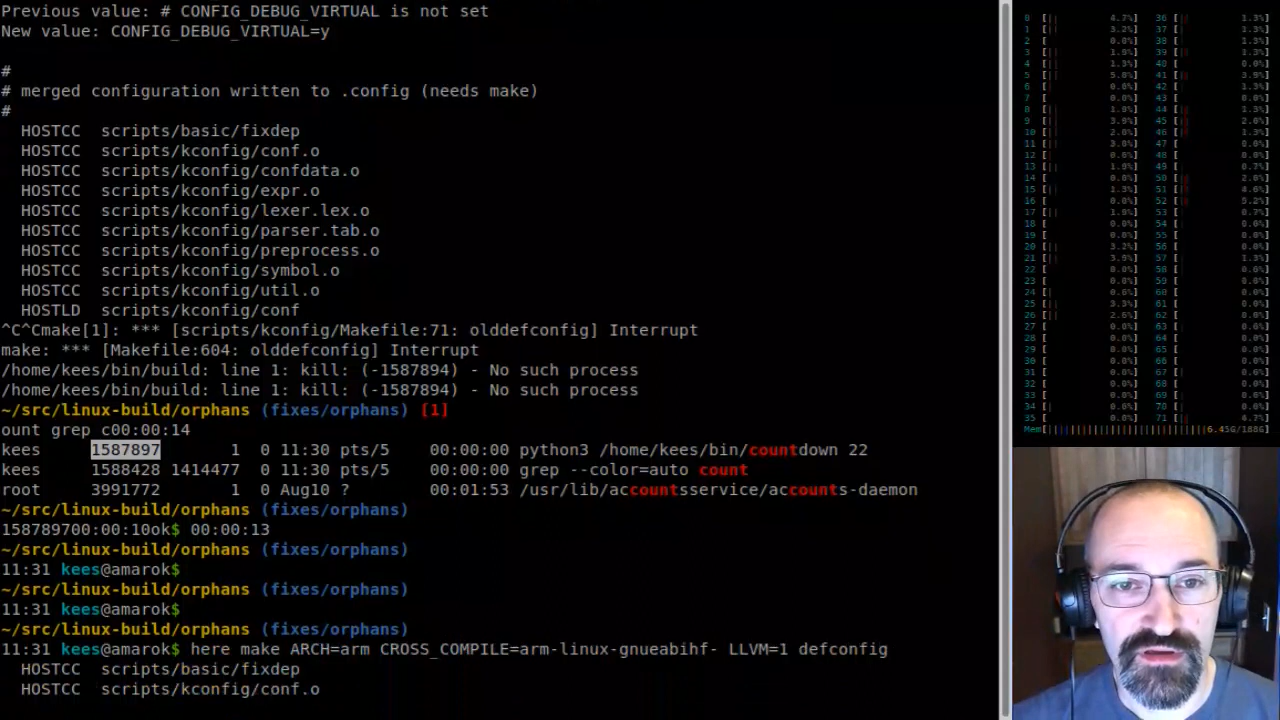 Previous value: # CONFIG_DEBUG_VIRTUAL is not set
New value: CONFIG_DEBUG_VIRTUAL=y
#
# merged configuration written to .config (needs make)
#
HOSTCC scripts/basic/fixdep
HOSTCC scripts/kconfig/conf.o
HOSTCC scripts/kconfig/confdata.o
HOSTCC scripts/kconfig/expr.o
HOSTCC scripts/kconfig/lexer.lex.o
HOSTCC scripts/kconfig/parser.tab.o
HOSTCC scripts/kconfig/preprocess.o
HOSTCC scripts/kconfig/symbol.o
HOSTCC scripts/kconfig/util.o
HOSTLD scripts/kconfig/conf
^C^Cmake[1]: *** [scripts/kconfig/Makefile:71: olddefconfig] Interrupt
make: *** [Makefile:604: olddefconfig] Interrupt
/home/kees/bin/build: line 1: kill: (-1587894) - No such process
/home/kees/bin/build: line 1: kill: (-1587894) - No such process
~/src/linux-build/orphans (fixes/orphans) [1]
ount grep c00:00:14
kees 1587897 1 0 11:30 pts/5 00:00:00 python3 /home/kees/bin/countdown 22
kees 1588428 1414477 0 11:30 pts/5 00:00:00 grep --color=auto count
root 3991772 1 0 Aug10 ? 00:01:53 /usr/lib/accountsservice/accounts-daemon
~/src/linux-build/orphans (fixes/orphans)
158789700:00:10ok$ 00:00:13
~/src/linux-build/orphans (fixes/orphans)
11:31 kees@amarok$
~/src/linux-build/orphans (fixes/orphans)
11:31 kees@amarok$
~/src/linux-build/orphans (fixes/orphans)
11:31 kees@amarok$ here make ARCH=arm CROSS_COMPILE=arm-linux-gnueabihf- LLVM=1 defconfig
HOSTCC scripts/basic/fixdep
HOSTCC scripts/kconfig/conf.o